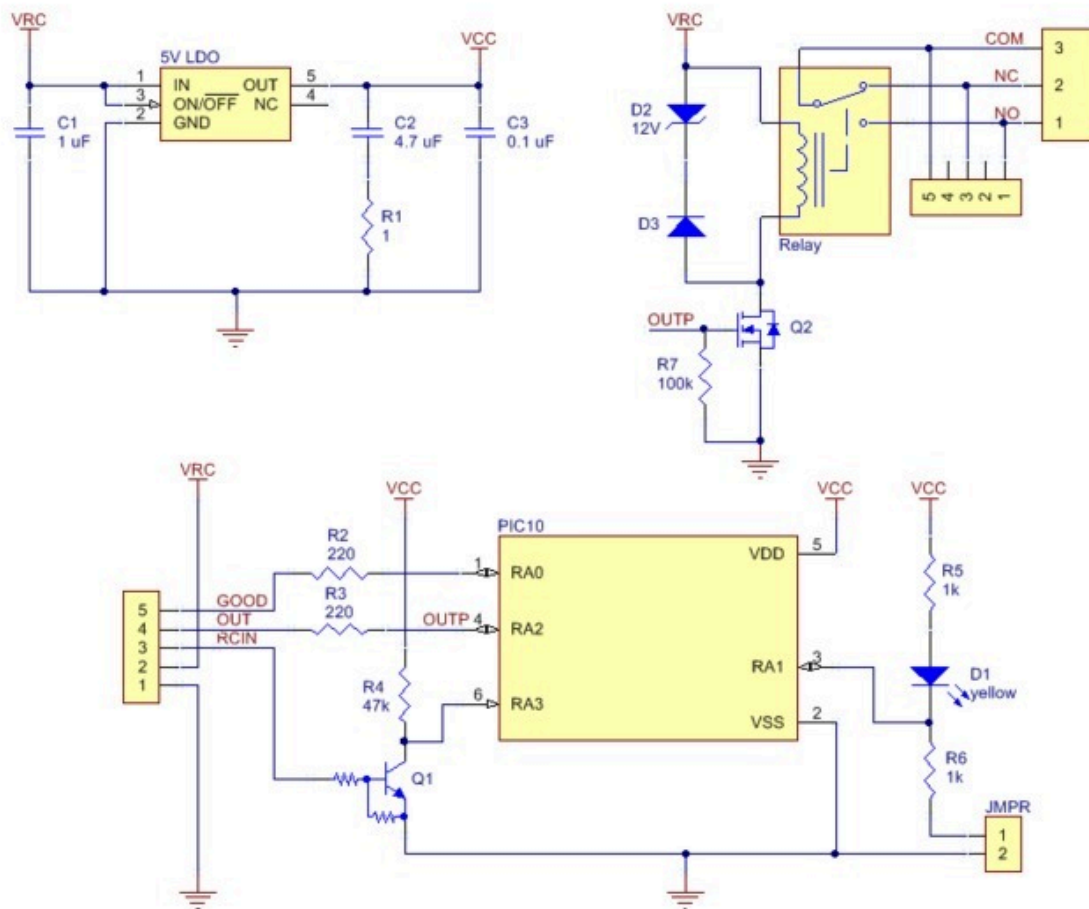 VRC
VCC
5V LDO
1 IN OUT 5
3 ON/OFF NC 4
2 GND
C1
1 uF
C2
4.7 uF
C3
0.1 uF
R1
1
VRC
COM 3
NC 2
NO 1
D2
12V
5 4 3 2 1
D3
Relay
OUTP
Q2
R7
100k
VRC
VCC
VCC
VCC
PIC10
R2
220
1 RA0
VDD 5
R5
1k
5 GOOD
R3
220
4 OUT
OUTP 4 RA2
3 RCIN
2
1
RA1 3
D1
yellow
R4
47k
6 RA3
VSS 2
R6
1k
Q1
JMPR
1
2